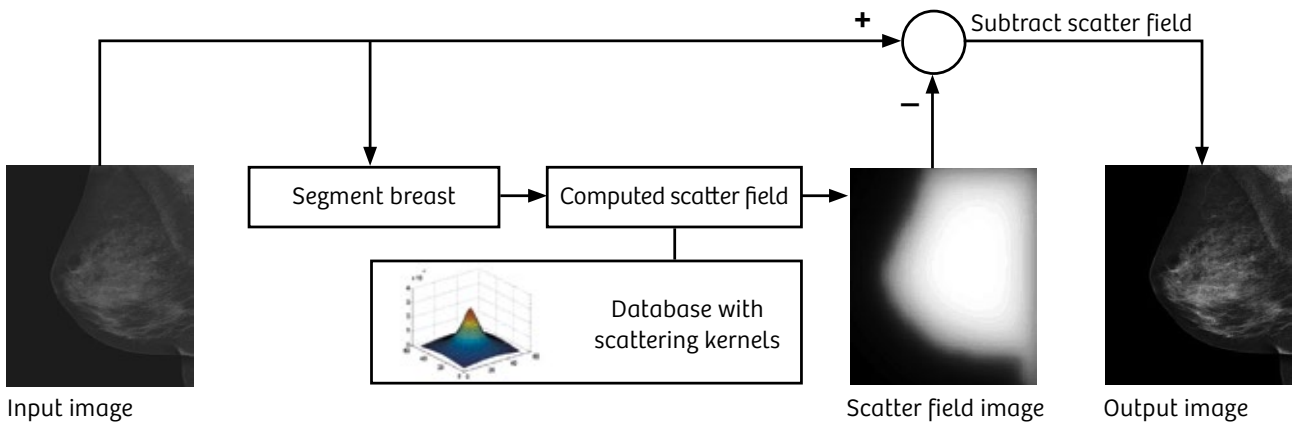 +
Subtract scatter field
−
Segment breast
Computed scatter field
Database with
scattering kernels
Input image
Scatter field image
Output image